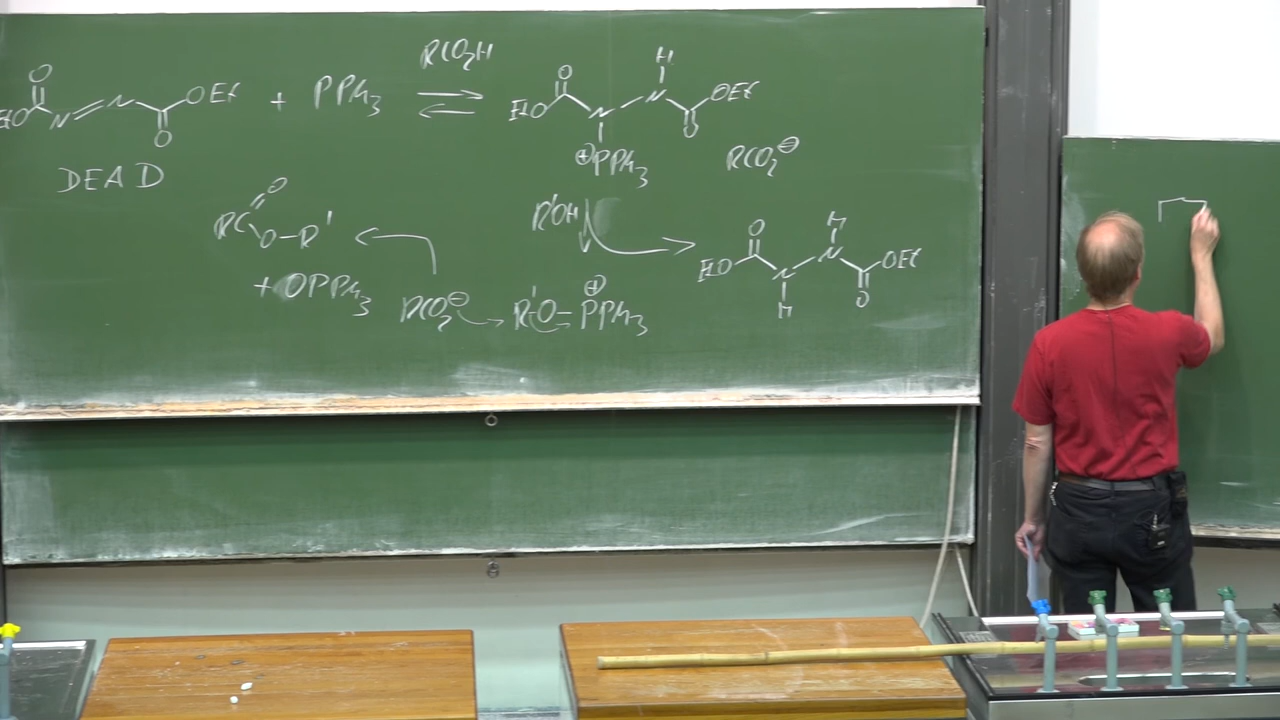 RCO₂H
O H
EtO N=N OEt + PPh₃ ⇌ EtO N N OEt
O O O
⊕PPh₃ RCO₂⊖
DEAD
O
RC O–R' R'OH O H
EtO N N OEt
+ OPPh₃ H O
RCO₂⊖ R'–O–PPh₃ ⊕